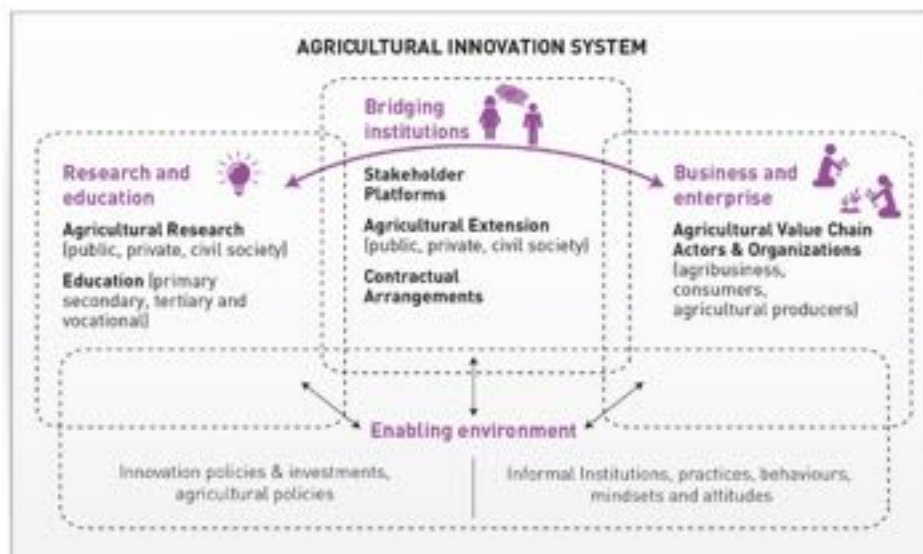 AGRICULTURAL INNOVATION SYSTEM
Bridging
institutions
Research and
education
Stakeholder
Platforms
Business and
enterprise
Agricultural Research
(public, private, civil society)
Agricultural Extension
(public, private, civil society)
Agricultural Value Chain
Actors & Organizations
(agribusiness,
consumers,
agricultural producers)
Education (primary
secondary, tertiary and
vocational)
Contractual
Arrangements
Enabling environment
Innovation policies & investments,
agricultural policies
Informal Institutions, practices, behaviours,
mindsets and attitudes